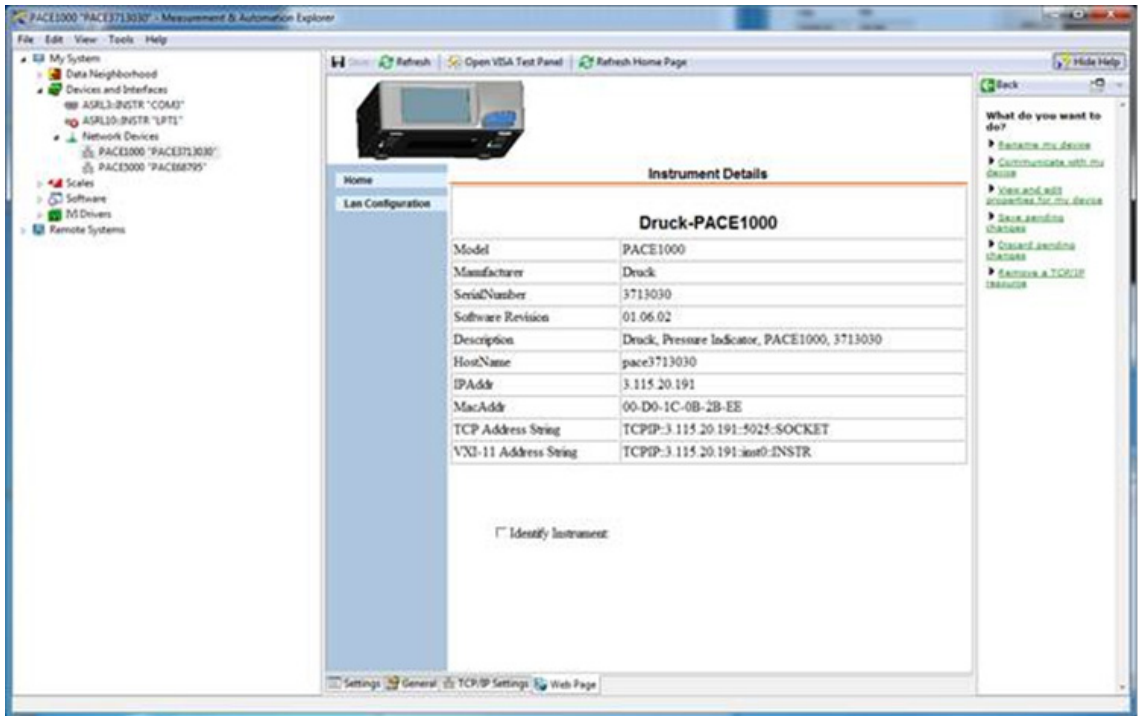 PACE1000 "PACE3713030" - Measurement & Automation Explorer
File Edit View Tools Help
My System
Data Neighborhood
Devices and Interfaces
ASRL3::INSTR "COM3"
ASRL10::INSTR "LPT1"
Network Devices
PACE1000 "PACE3713030"
PACE5000 "PACE68795"
Scales
Software
IVI Drivers
Remote Systems
Save Refresh Open VISA Test Panel Refresh Home Page Hide Help
Home
Lan Configuration
Instrument Details
Druck-PACE1000
Model PACE1000
Manufacturer Druck
SerialNumber 3713030
Software Revision 01.06.02
Description Druck, Pressure Indicator, PACE1000, 3713030
HostName pace3713030
IPAddr 3.115.20.191
MacAddr 00-D0-1C-0B-2B-EE
TCP Address String TCPIP::3.115.20.191::5025::SOCKET
VXI-11 Address String TCPIP::3.115.20.191::inst0::INSTR
Identify Instrument:
Settings General TCP/IP Settings Web Page
Back
What do you want to
do?
Rename my device
Communicate with my
device
View and edit
properties for my device
Save pending
changes
Discard pending
changes
Remove a TCP/IP
resource